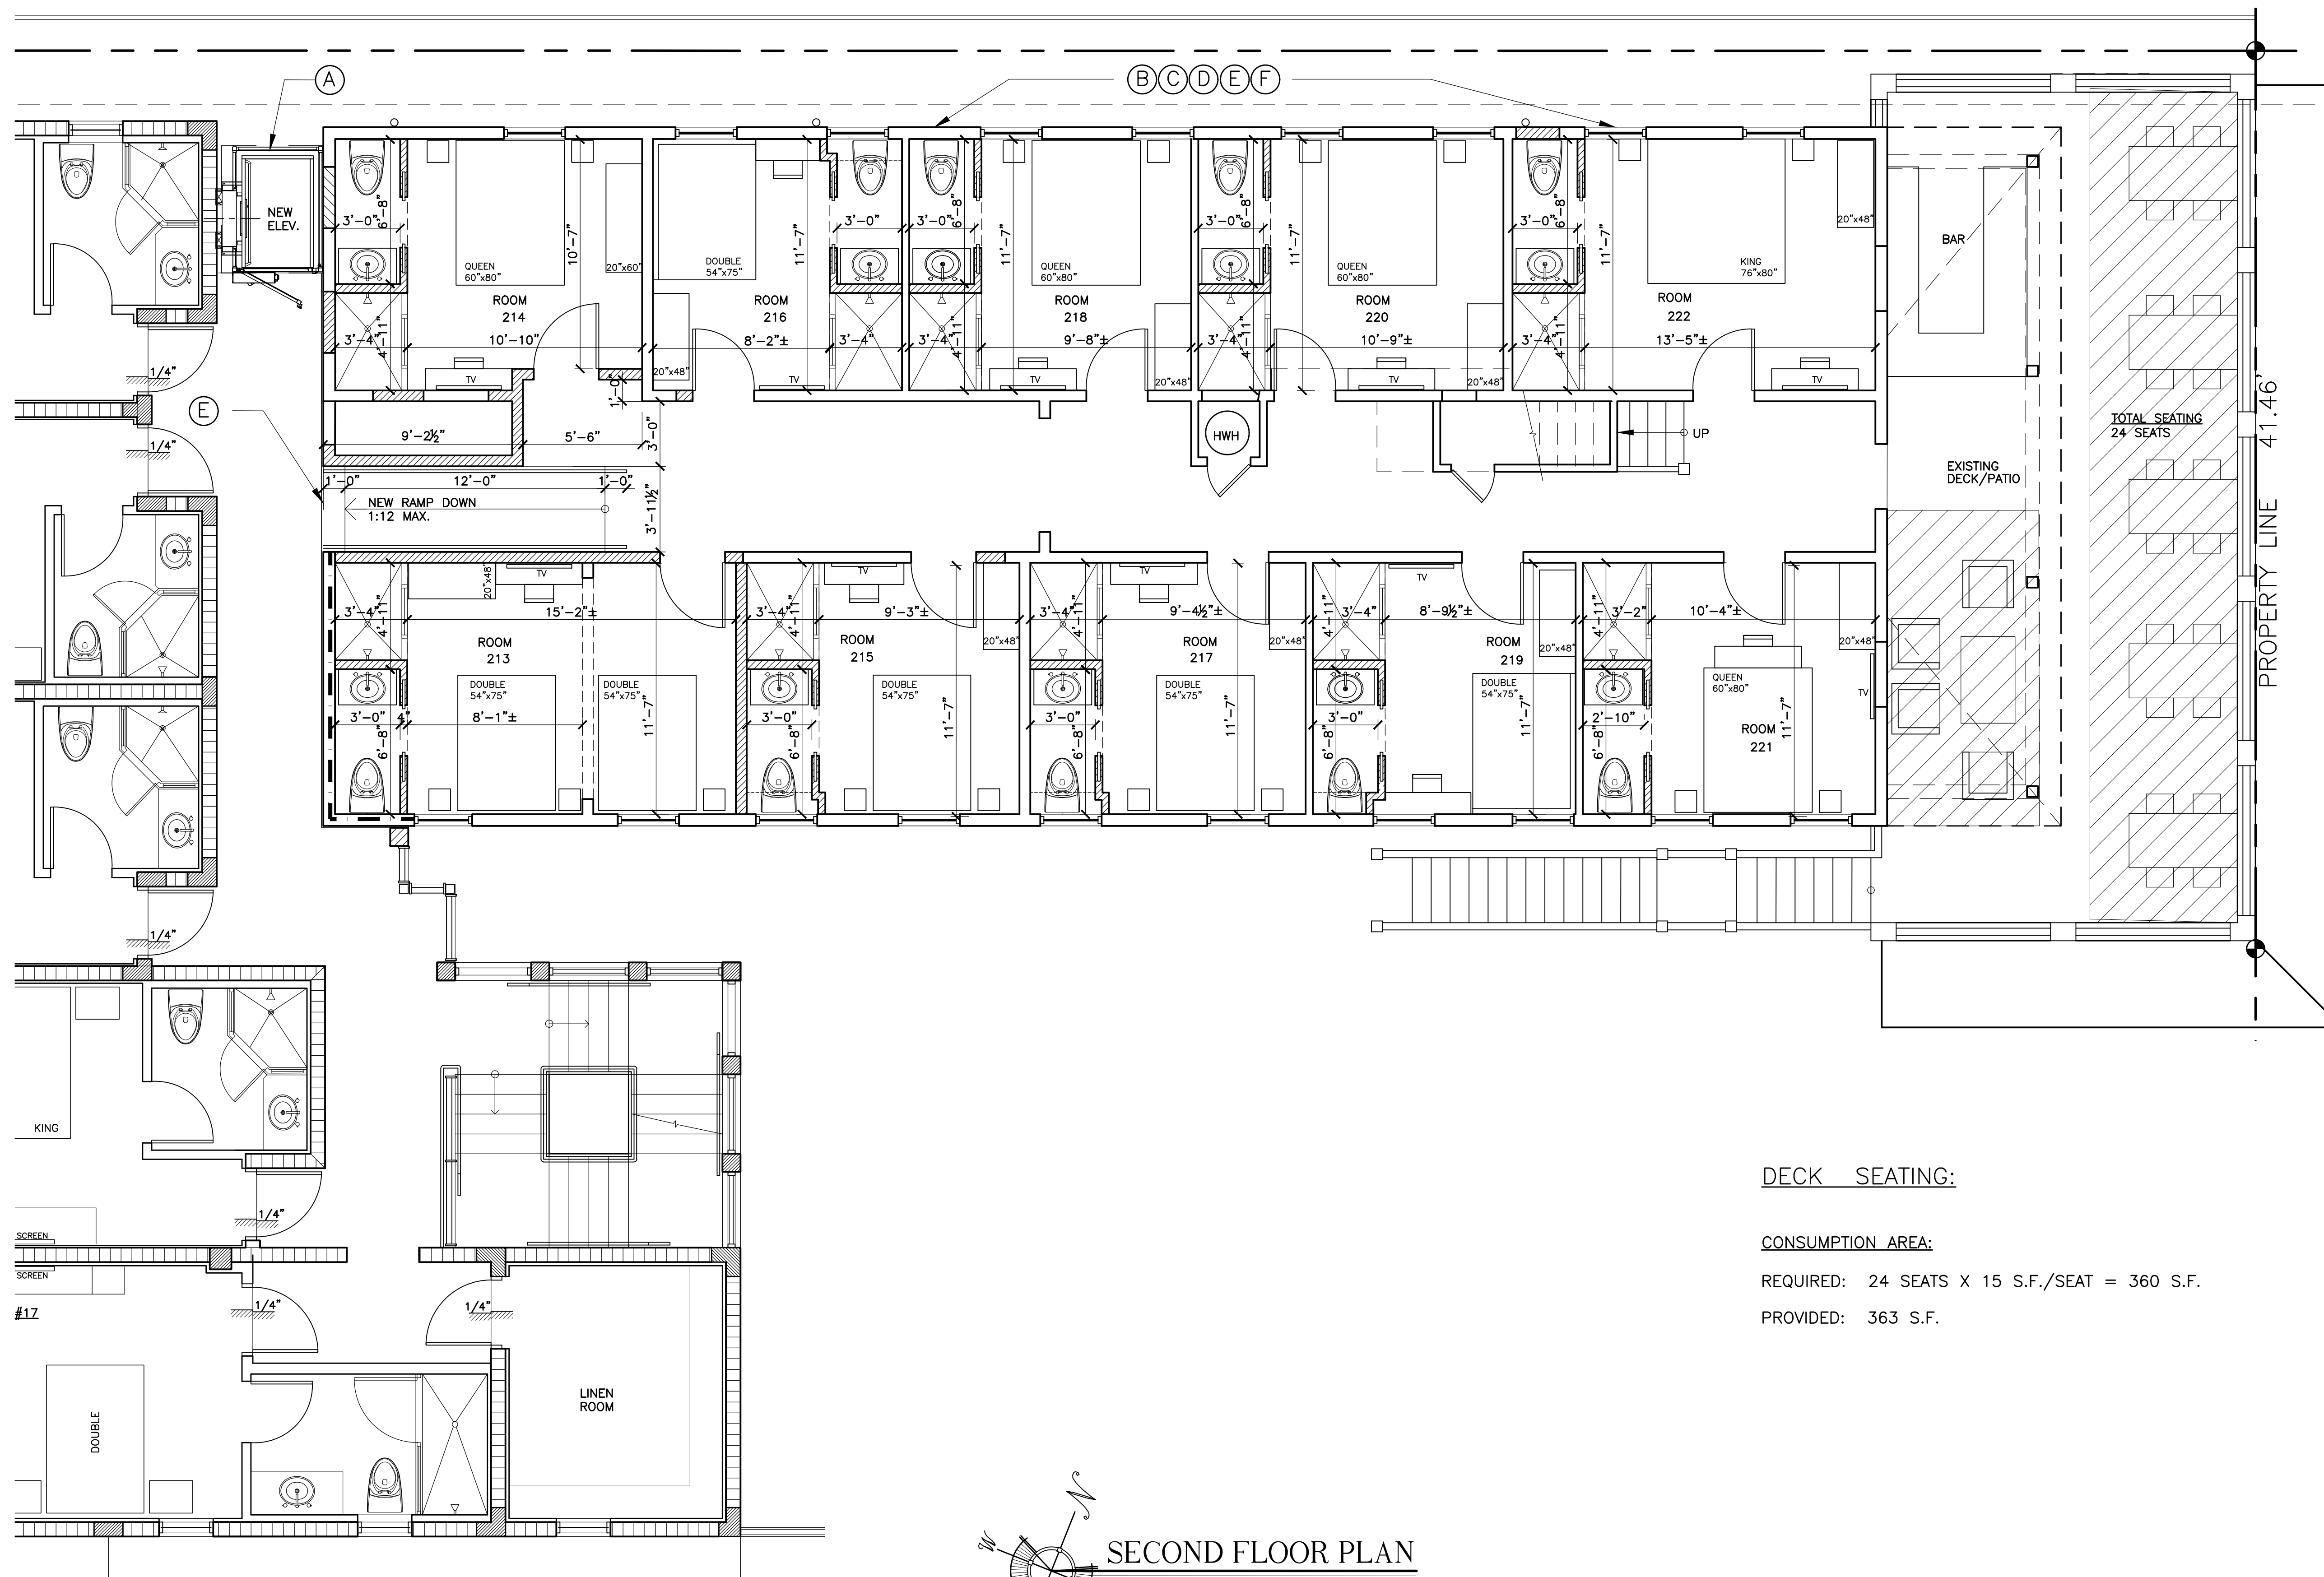 A
B C D E F
NEW
ELEV.
3'-0"
6'-8"
QUEEN
60"x80"
10'-7"
20"x60"
ROOM
214
3'-4"
4'-11"
10'-10"
TV
1'-0"
DOUBLE
54"x75"
11'-7"
3'-0"
ROOM
216
8'-2"±
3'-4"
20"x48"
TV
3'-0"
6'-8"
11'-7"
QUEEN
60"x80"
ROOM
218
3'-4"
4'-11"
9'-8"±
TV
20"x48"
3'-0"
6'-8"
11'-7"
QUEEN
60"x80"
ROOM
220
3'-4"
4'-11"
10'-9"±
TV
20"x48"
3'-0"
6'-8"
11'-7"
KING
76"x80"
20"x48"
ROOM
222
3'-4"
4'-11"
13'-5"±
TV
BAR
TOTAL SEATING
24 SEATS
EXISTING
DECK/PATIO
PROPERTY LINE 41.46'
1/4"
E
1/4"
9'-2½"
5'-6"
3'-0"
HWH
UP
1'-0"
12'-0"
1'-0"
NEW RAMP DOWN
1:12 MAX.
3'-11½"
3'-4"
4'-11"
20"x48"
TV
15'-2"±
ROOM
213
DOUBLE
54"x75"
DOUBLE
54"x75"
3'-0"
4"
8'-1"±
6'-8"
11'-7"
3'-4"
4'-11"
TV
9'-3"±
20"x48"
ROOM
215
DOUBLE
54"x75"
3'-0"
6'-8"
11'-7"
3'-4"
4'-11"
TV
9'-4½"±
20"x48"
ROOM
217
DOUBLE
54"x75"
3'-0"
6'-8"
11'-7"
4'-11"
3'-4"
TV
8'-9½"±
20"x48"
ROOM
219
DOUBLE
54"x75"
3'-0"
6'-8"
11'-7"
4'-11"
3'-2"
10'-4"±
20"x48"
QUEEN
60"x80"
TV
2'-10"
6'-8"
ROOM
221
11'-7"
1/4"
KING
1/4"
SCREEN
SCREEN
#17
1/4"
1/4"
DOUBLE
LINEN
ROOM
DECK SEATING:
CONSUMPTION AREA:
REQUIRED: 24 SEATS X 15 S.F./SEAT = 360 S.F.
PROVIDED: 363 S.F.
N
W
SECOND FLOOR PLAN